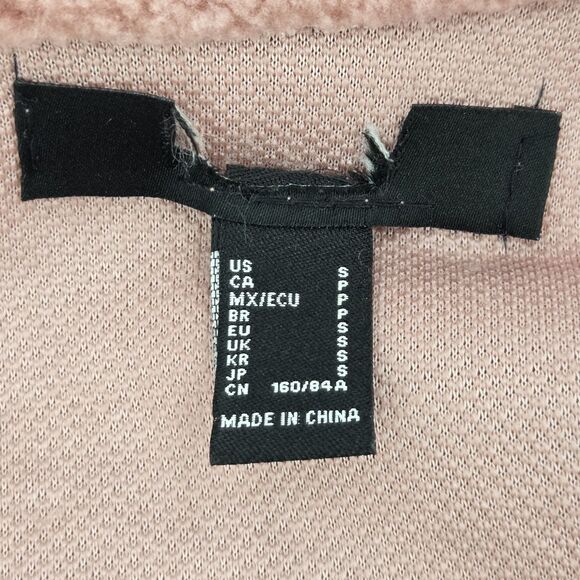 US S
CA P
MX/ECU P
BR P
EU S
UK S
KR S
JP S
CN 160/84A
MADE IN CHINA